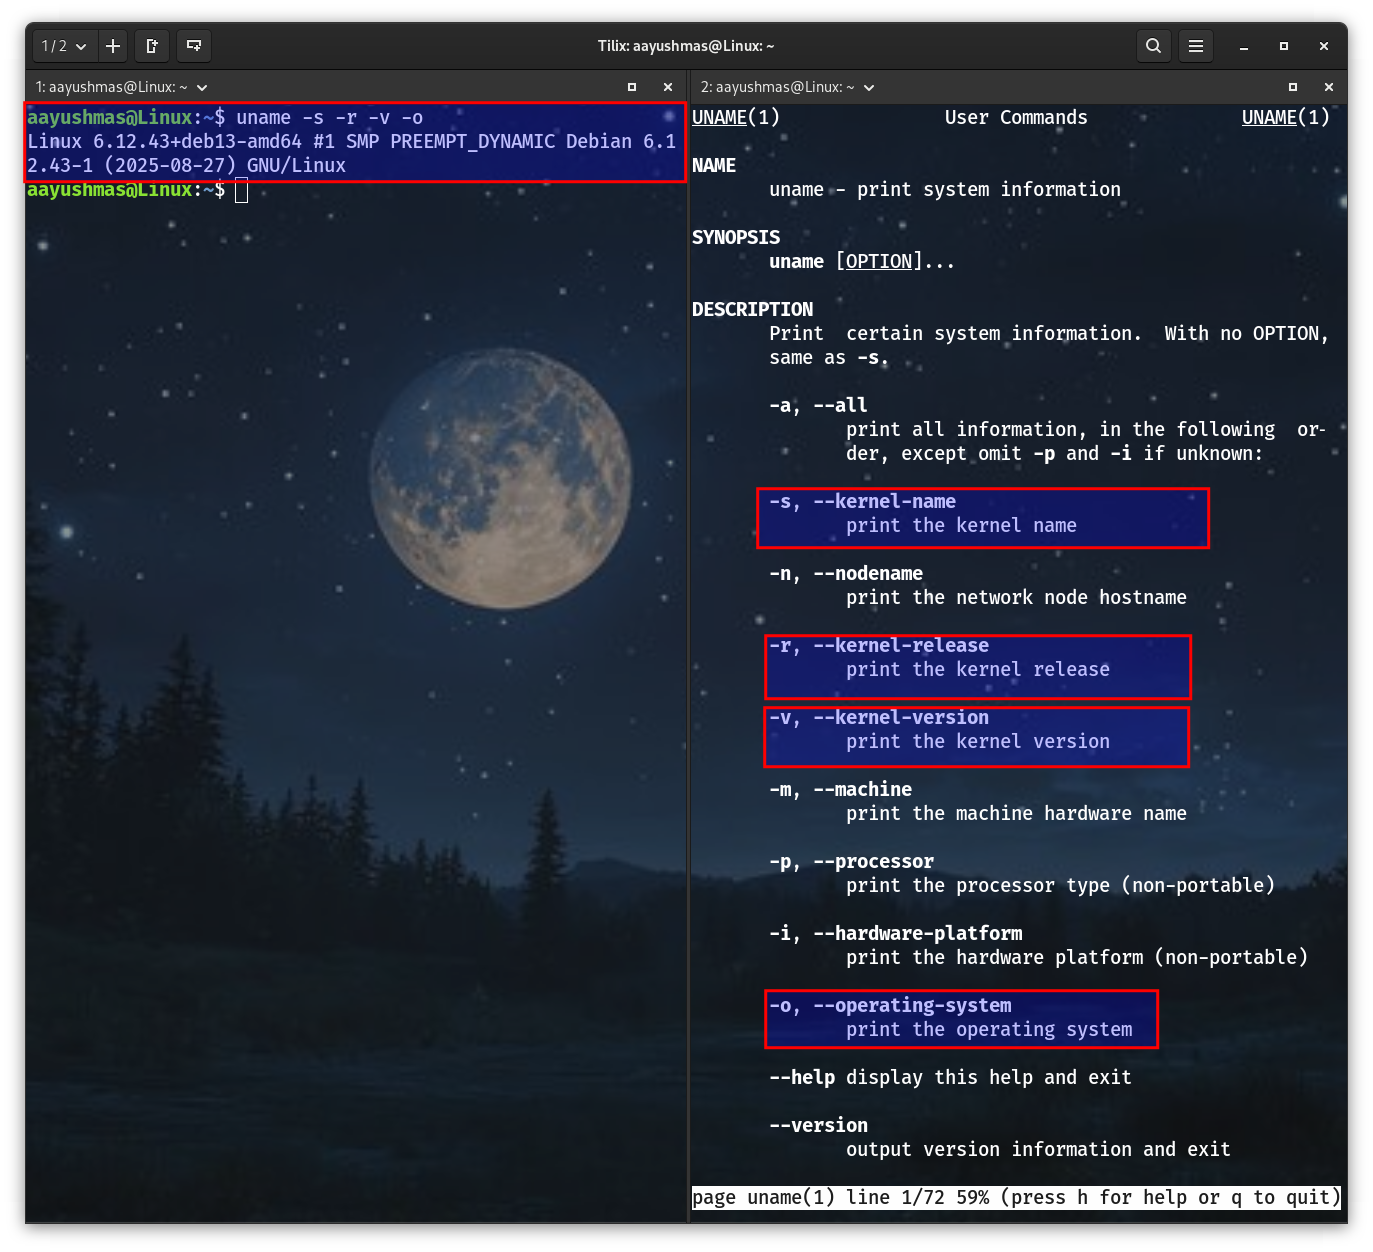 1 / 2
Tilix: aayushmas@Linux: ~
1: aayushmas@Linux: ~
aayushmas@Linux:~$ uname -s -r -v -o
Linux 6.12.43+deb13-amd64 #1 SMP PREEMPT_DYNAMIC Debian 6.1
2.43-1 (2025-08-27) GNU/Linux
aayushmas@Linux:~$
2: aayushmas@Linux: ~
UNAME(1) User Commands UNAME(1)
NAME
uname - print system information
SYNOPSIS
uname [OPTION]...
DESCRIPTION
Print  certain system information.  With no OPTION,
same as -s.
-a, --all
print all information, in the following  or-
der, except omit -p and -i if unknown:
-s, --kernel-name
print the kernel name
-n, --nodename
print the network node hostname
-r, --kernel-release
print the kernel release
-v, --kernel-version
print the kernel version
-m, --machine
print the machine hardware name
-p, --processor
print the processor type (non-portable)
-i, --hardware-platform
print the hardware platform (non-portable)
-o, --operating-system
print the operating system
--help display this help and exit
--version
output version information and exit
page uname(1) line 1/72 59% (press h for help or q to quit)